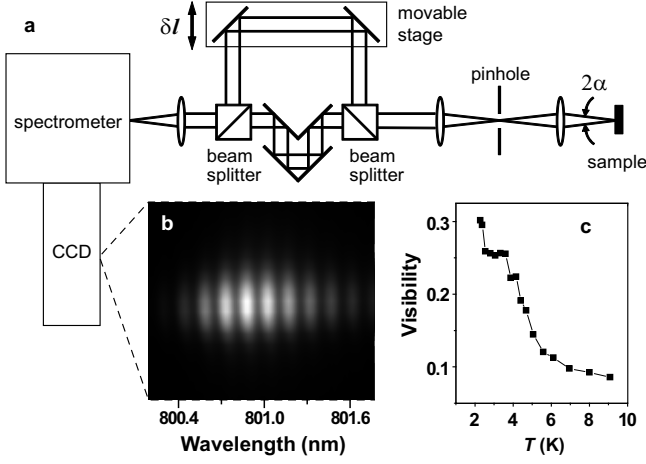 a
δl
movable
stage
spectrometer
beam
splitter
beam
splitter
pinhole
2α
sample
CCD
b
800.4
801.0
801.6
Wavelength (nm)
c
Visibility
0.3
0.2
0.1
2
4
6
8
10
T (K)